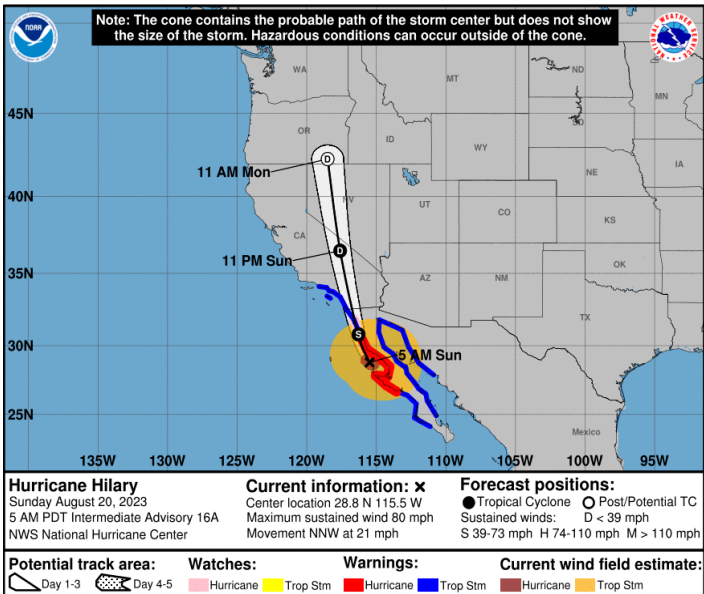 Note: The cone contains the probable path of the storm center but does not show
the size of the storm. Hazardous conditions can occur outside of the cone.
NOAA
NATIONAL WEATHER SERVICE
WA
MT
ND
MN
45N
OR
ID
SD
WY
IA
11 AM Mon
D
NE
40N
NV
UT
CO
CA
KS
11 PM Sun
D
35N
OK
AZ
NM
TX
S
30N
5 AM Sun
25N
Mexico
135W 130W 125W 120W 115W 110W 105W 100W 95W
Hurricane Hilary
Sunday August 20, 2023
5 AM PDT Intermediate Advisory 16A
NWS National Hurricane Center
Current information: ×
Center location 28.8 N 115.5 W
Maximum sustained wind 80 mph
Movement NNW at 21 mph
Forecast positions:
Tropical Cyclone Post/Potential TC
Sustained winds: D < 39 mph
S 39-73 mph H 74-110 mph M > 110 mph
Potential track area:
Day 1-3 Day 4-5
Watches:
Hurricane Trop Stm
Warnings:
Hurricane Trop Stm
Current wind field estimate:
Hurricane Trop Stm